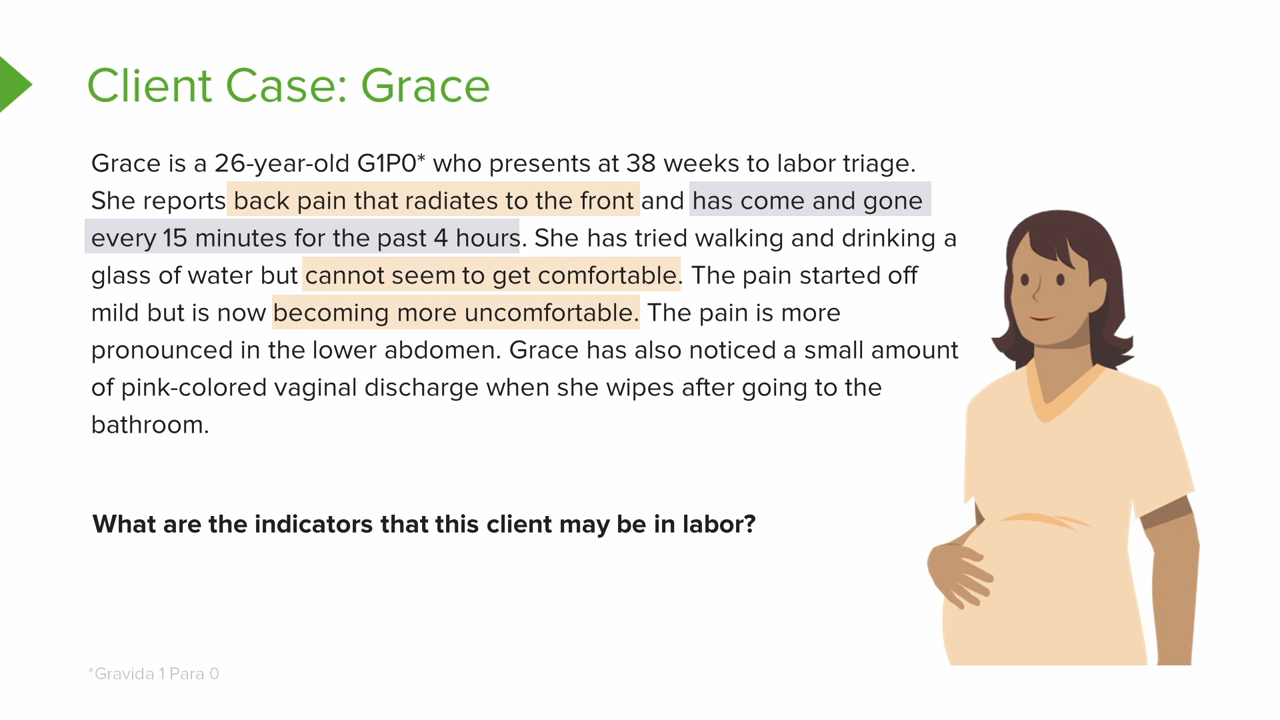 Client Case: Grace
Grace is a 26-year-old G1P0* who presents at 38 weeks to labor triage.
She reports back pain that radiates to the front and has come and gone
every 15 minutes for the past 4 hours. She has tried walking and drinking a
glass of water but cannot seem to get comfortable. The pain started off
mild but is now becoming more uncomfortable. The pain is more
pronounced in the lower abdomen. Grace has also noticed a small amount
of pink-colored vaginal discharge when she wipes after going to the
bathroom.
What are the indicators that this client may be in labor?
*Gravida 1 Para 0